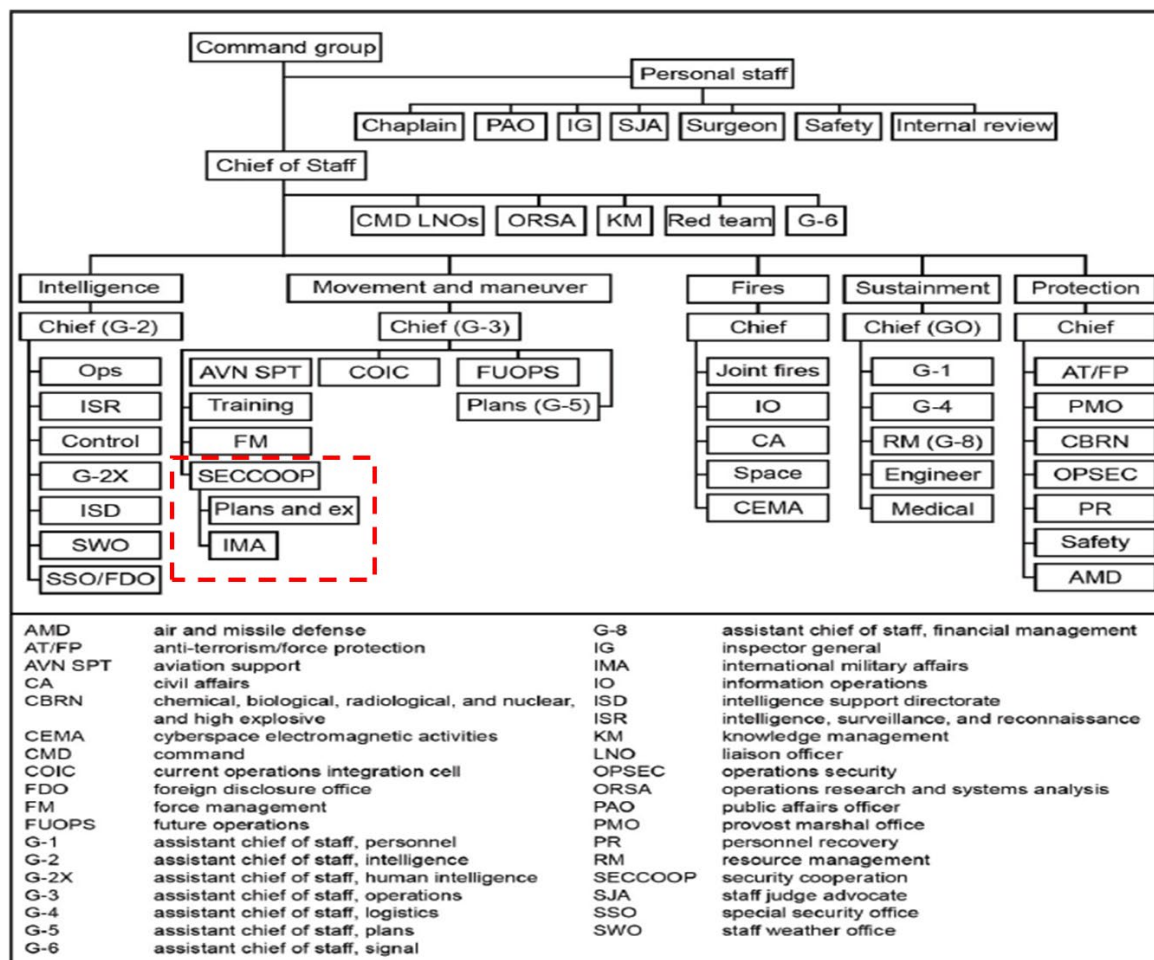 Command group
Personal staff
Chaplain PAO IG SJA Surgeon Safety Internal review
Chief of Staff
CMD LNOs ORSA KM Red team G-6
Intelligence Movement and maneuver Fires Sustainment Protection
Chief (G-2) Chief (G-3) Chief Chief (GO) Chief
Ops AVN SPT COIC FUOPS Joint fires G-1 AT/FP
ISR Training Plans (G-5) IO G-4 PMO
Control FM CA RM (G-8) CBRN
G-2X SECCOOP Space Engineer OPSEC
ISD Plans and ex CEMA Medical PR
SWO IMA Safety
SSO/FDO AMD
AMD air and missile defense
AT/FP anti-terrorism/force protection
AVN SPT aviation support
CA civil affairs
CBRN chemical, biological, radiological, and nuclear,
and high explosive
CEMA cyberspace electromagnetic activities
CMD command
COIC current operations integration cell
FDO foreign disclosure office
FM force management
FUOPS future operations
G-1 assistant chief of staff, personnel
G-2 assistant chief of staff, intelligence
G-2X assistant chief of staff, human intelligence
G-3 assistant chief of staff, operations
G-4 assistant chief of staff, logistics
G-5 assistant chief of staff, plans
G-6 assistant chief of staff, signal
G-8 assistant chief of staff, financial management
IG inspector general
IMA international military affairs
IO information operations
ISD intelligence support directorate
ISR intelligence, surveillance, and reconnaissance
KM knowledge management
LNO liaison officer
OPSEC operations security
ORSA operations research and systems analysis
PAO public affairs officer
PMO provost marshal office
PR personnel recovery
RM resource management
SECCOOP security cooperation
SJA staff judge advocate
SSO special security office
SWO staff weather office